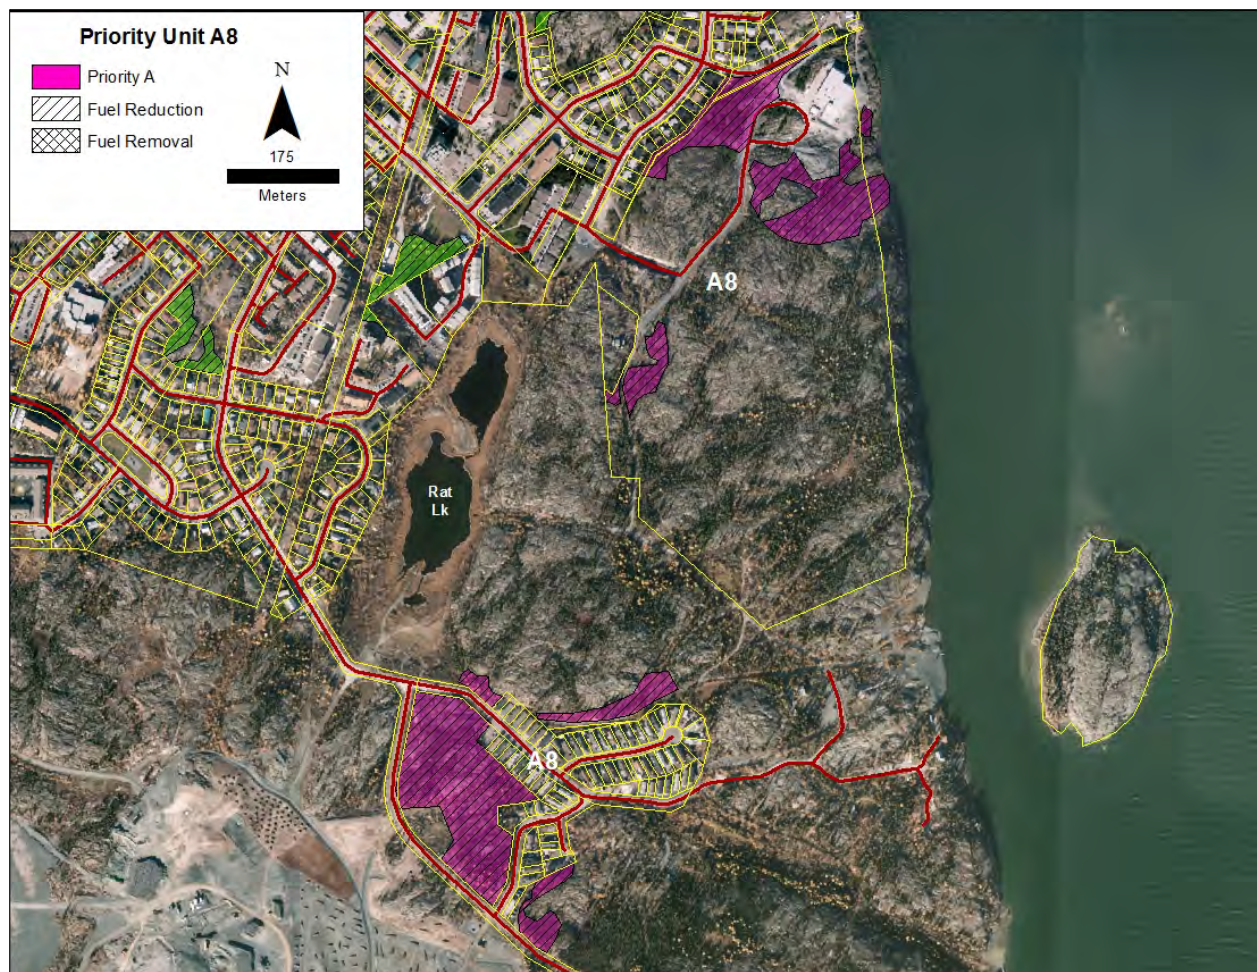 Priority Unit A8
Priority A
Fuel Reduction
Fuel Removal
N
175
Meters
A8
Rat
Lk
A8